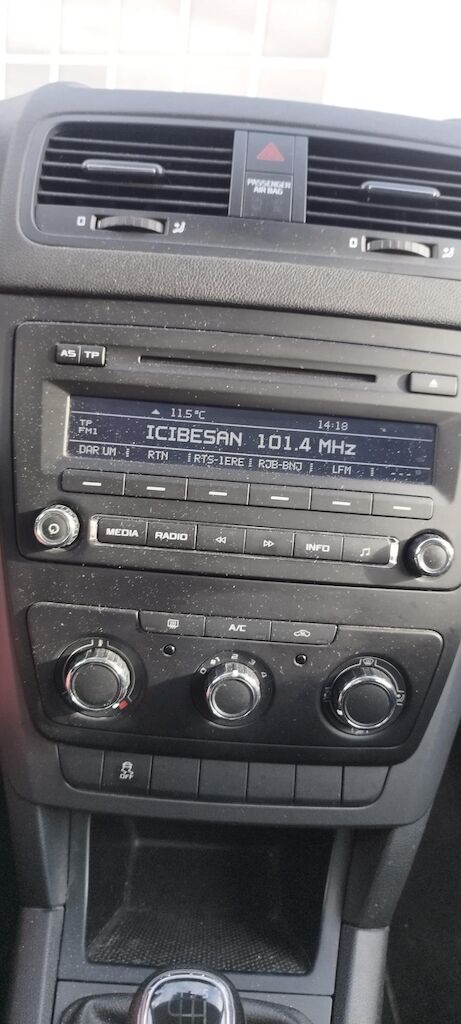 PASSENGER
AIR BAG
AS TP
11.5°C 14:18
TP
FM1
ICIBESAN 101.4 MHz
DAR UM RTN RTS-1ERE RJB-BNJ LFM ---
MEDIA RADIO INFO
A/C
OFF